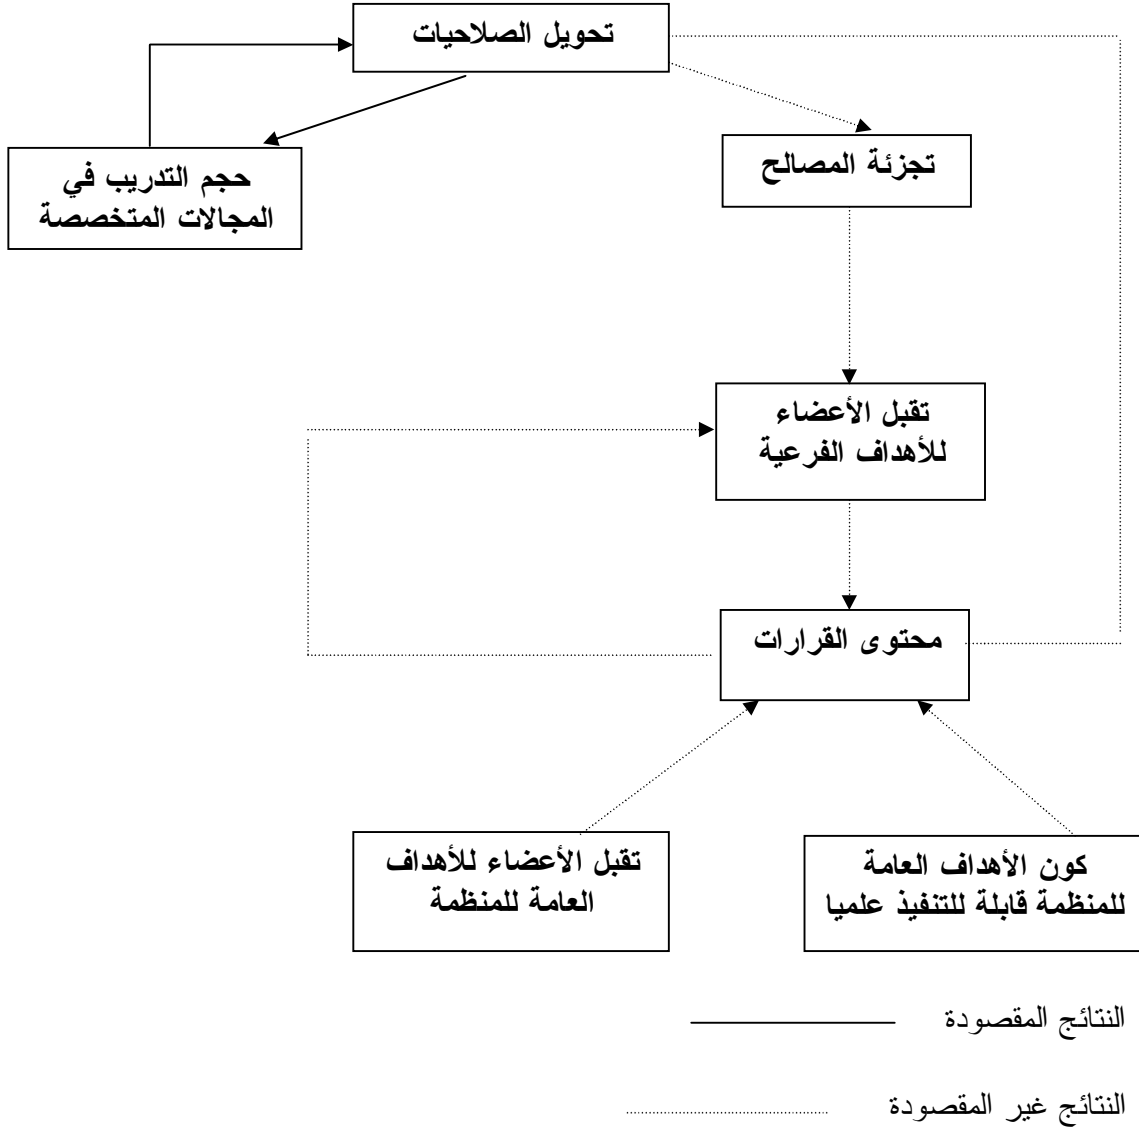 تحويل الصلاحيات
حجم التدريب في
المجالات المتخصصة
تجزئة المصالح
تقبل الأعضاء
للأهداف الفرعية
محتوى القرارات
كون الأهداف العامة
للمنظمة قابلة للتنفيذ علميا
تقبل الأعضاء للأهداف
العامة للمنظمة
النتائج المقصودة
النتائج غير المقصودة